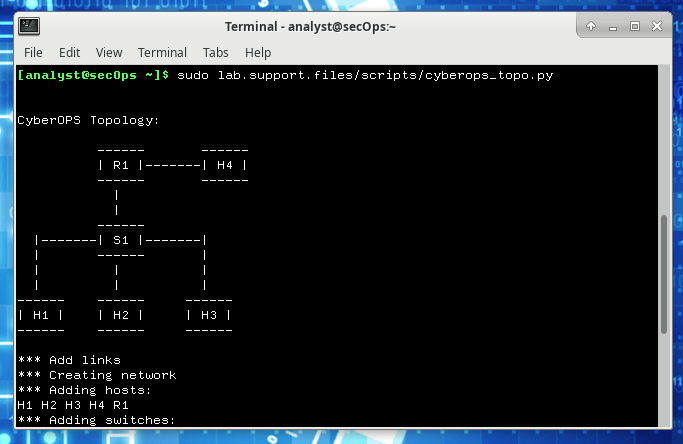 Terminal - analyst@secOps:~
File Edit View Terminal Tabs Help
[analyst@secOps ~]$ sudo lab.support.files/scripts/cyberops_topo.py
CyberOPS Topology:
          ------       ------
          | R1 |-------| H4 |
          ------       ------
            |
            |
          ------
  |-------| S1 |-------|
  |       ------       |
  |         |          |
  |         |          |
------    ------     ------
| H1 |    | H2 |     | H3 |
------    ------     ------
*** Add links
*** Creating network
*** Adding hosts:
H1 H2 H3 H4 R1
*** Adding switches: